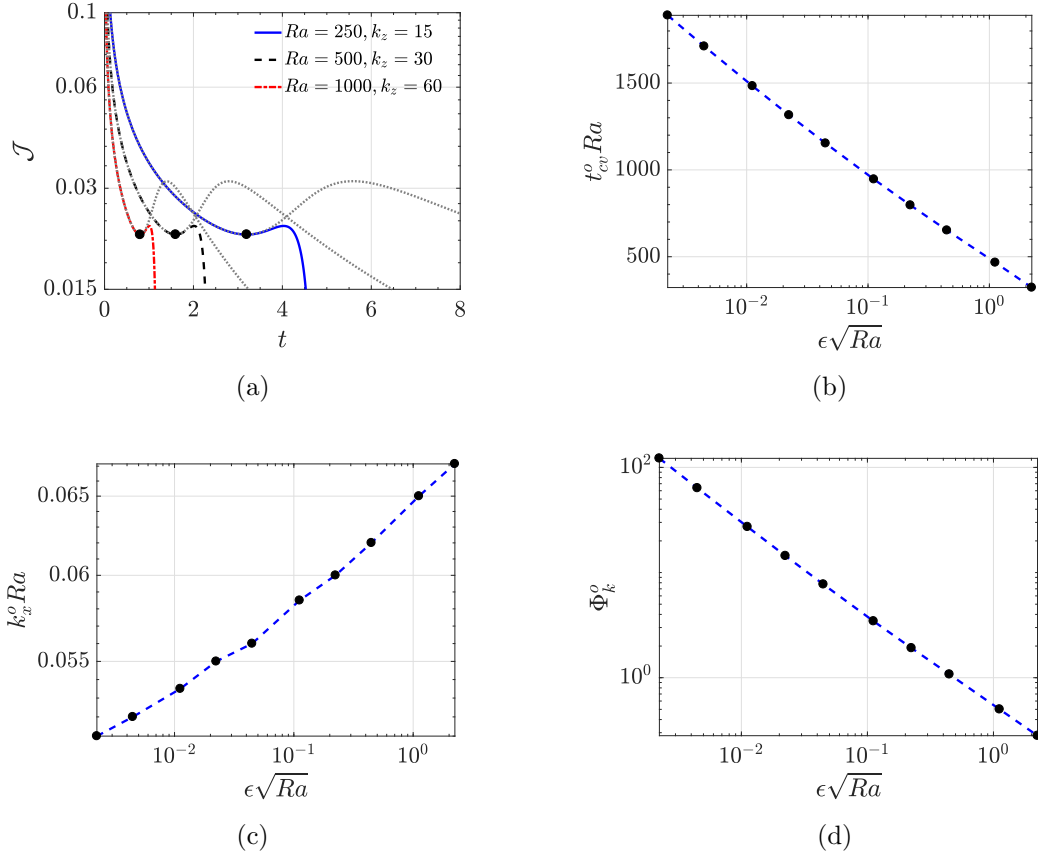 0.1
0.06
0.03
0.015
𝒥
Ra = 250, k_z = 15
Ra = 500, k_z = 30
Ra = 1000, k_z = 60
0 2 4 6 8
t
(a)
1500
1000
500
t^o_{cv}Ra
10^{-2} 10^{-1} 10^0
ϵ√Ra
(b)
0.065
0.06
0.055
k^o_xRa
10^{-2} 10^{-1} 10^0
ϵ√Ra
(c)
10^2
10^0
Φ^o_k
10^{-2} 10^{-1} 10^0
ϵ√Ra
(d)